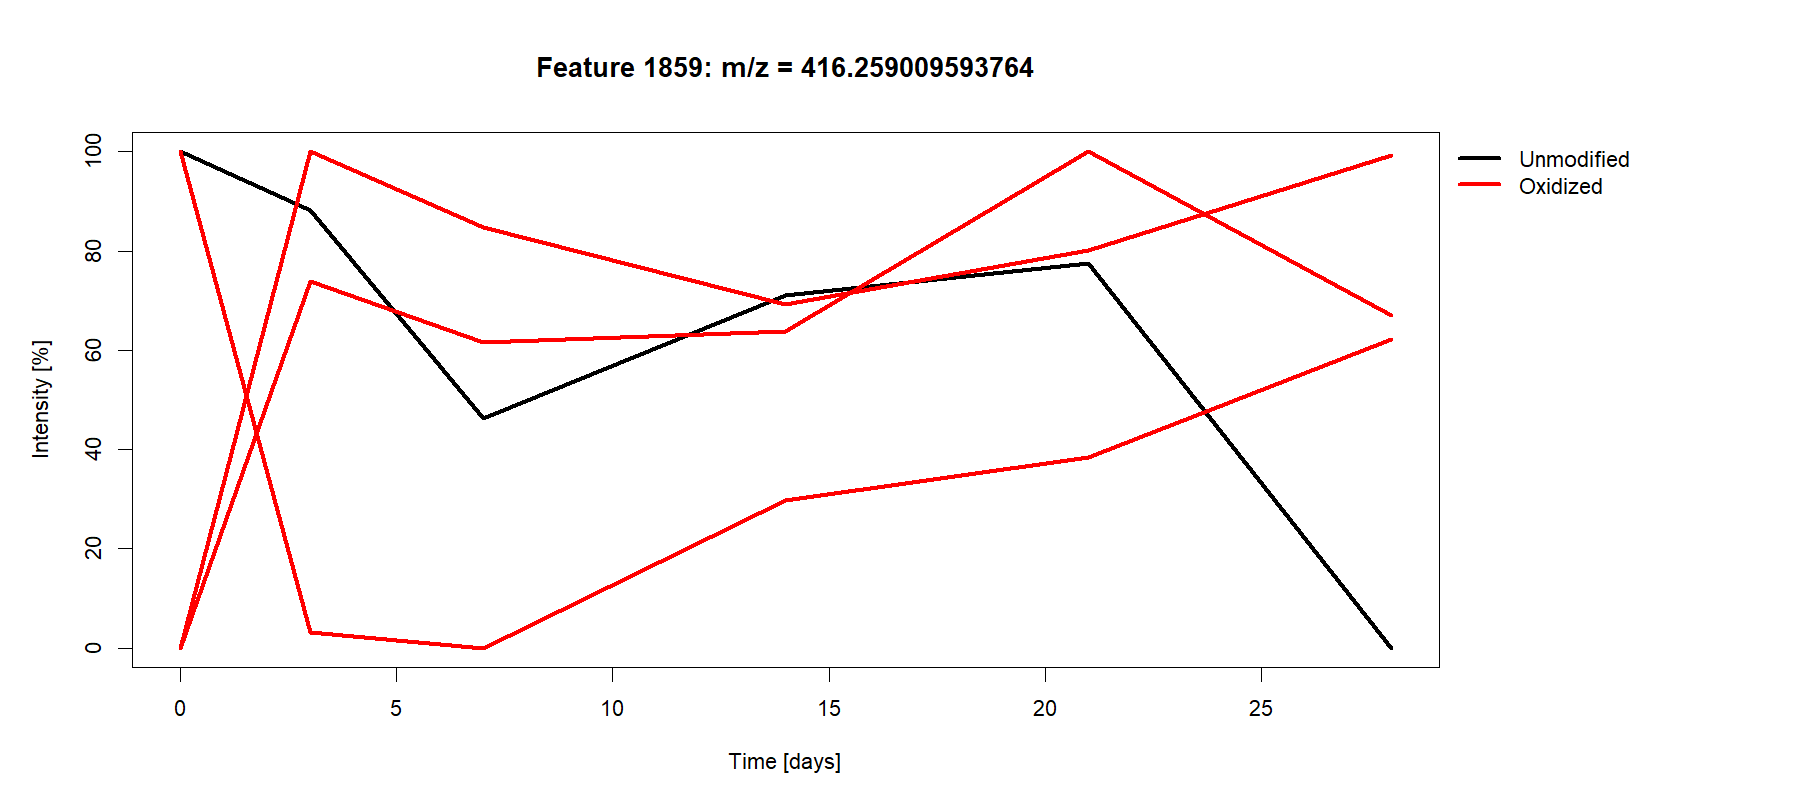 Feature 1859: m/z = 416.259009593764
Unmodified
Oxidized
Intensity [%]
100
80
60
40
20
0
0 5 10 15 20 25
Time [days]